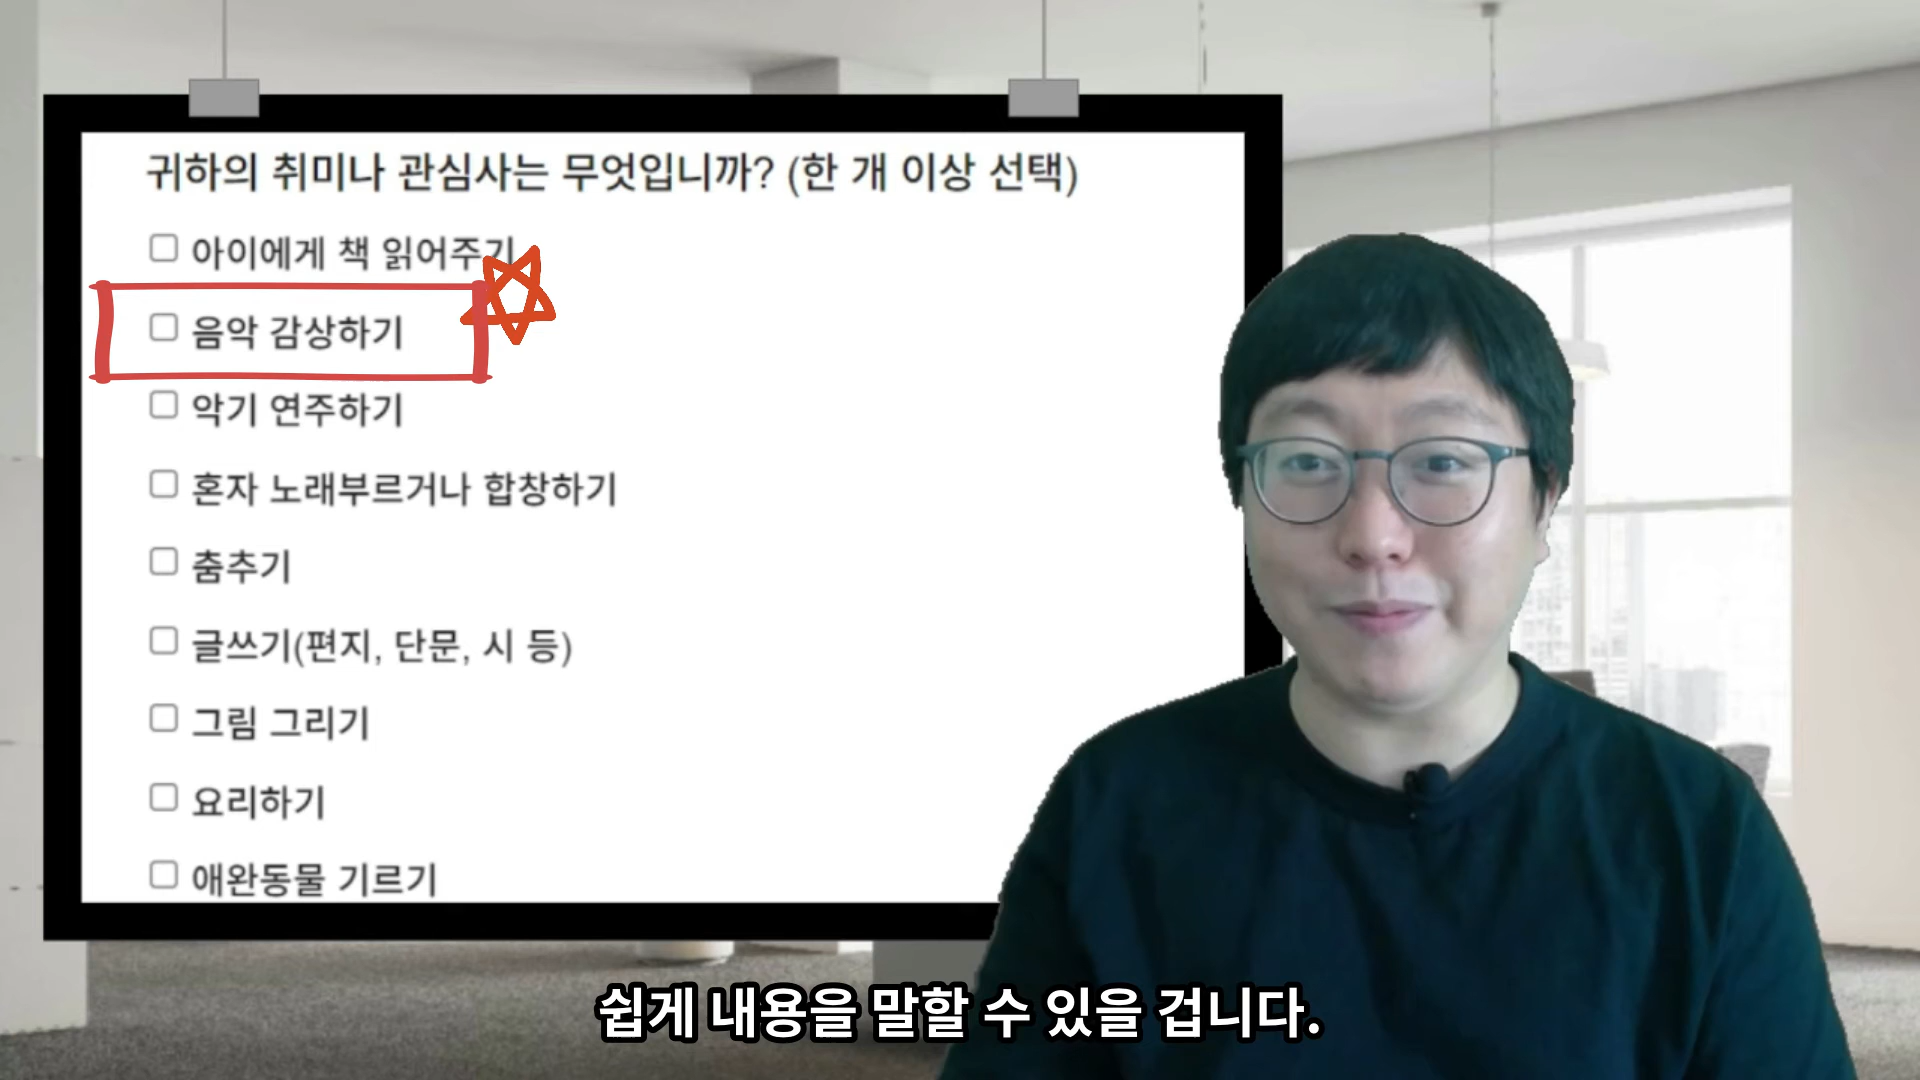 귀하의 취미나 관심사는 무엇입니까? (한 개 이상 선택)
아이에게 책 읽어주기
음악 감상하기
악기 연주하기
혼자 노래부르거나 합창하기
춤추기
글쓰기(편지, 단문, 시 등)
그림 그리기
요리하기
애완동물 기르기
쉽게 내용을 말할 수 있을 겁니다.